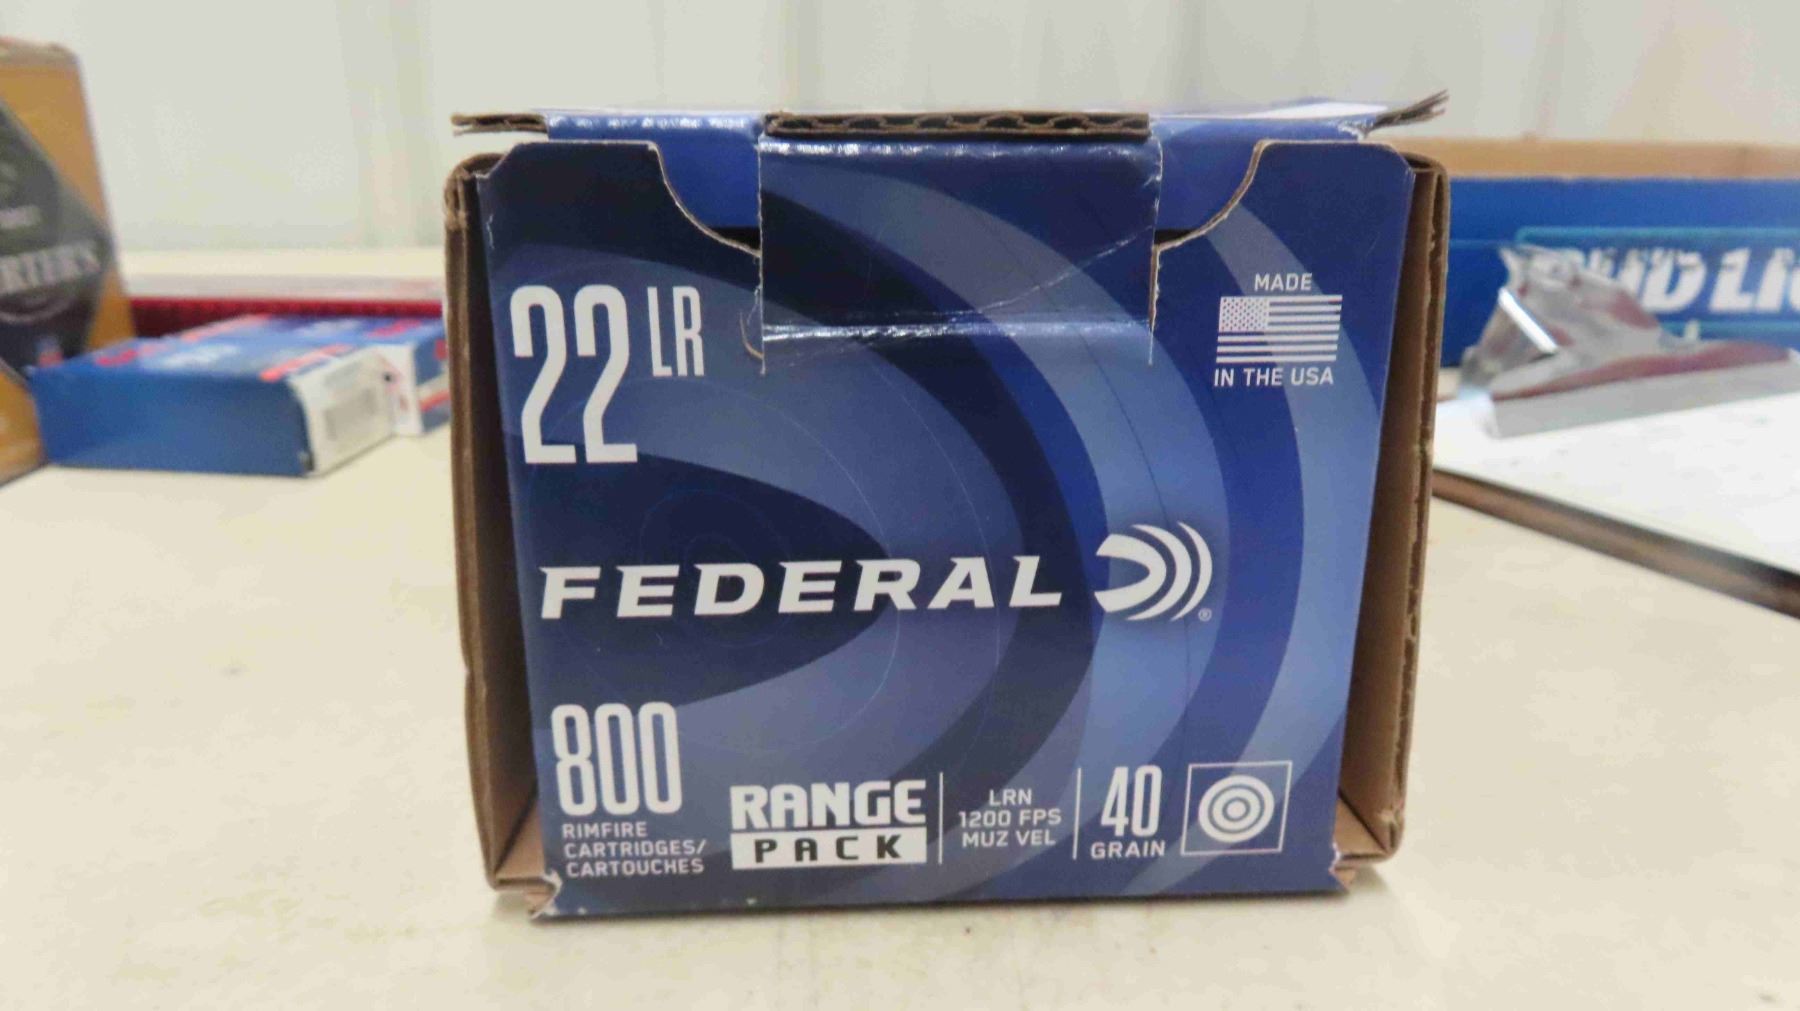 22 LR
MADE
IN THE USA
FEDERAL
®
800
RIMFIRE
CARTRIDGES/
CARTOUCHES
RANGE
PACK
LRN
1200 FPS
MUZ VEL
40
GRAIN